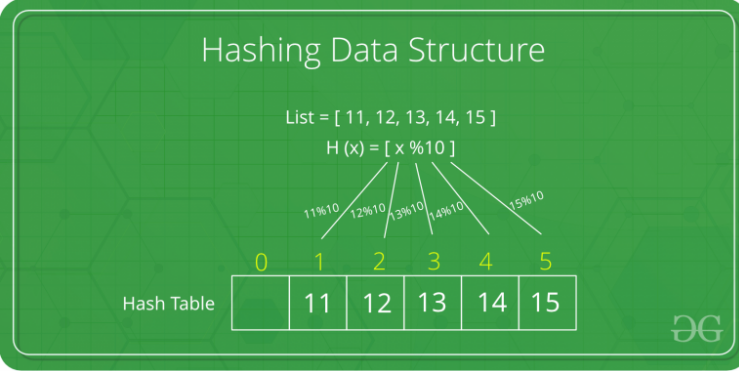 Hashing Data Structure
List = [ 11, 12, 13, 14, 15 ]
H (x) = [ x %10 ]
11%10 12%10 13%10 14%10 15%10
0 1 2 3 4 5
Hash Table 11 12 13 14 15
GG